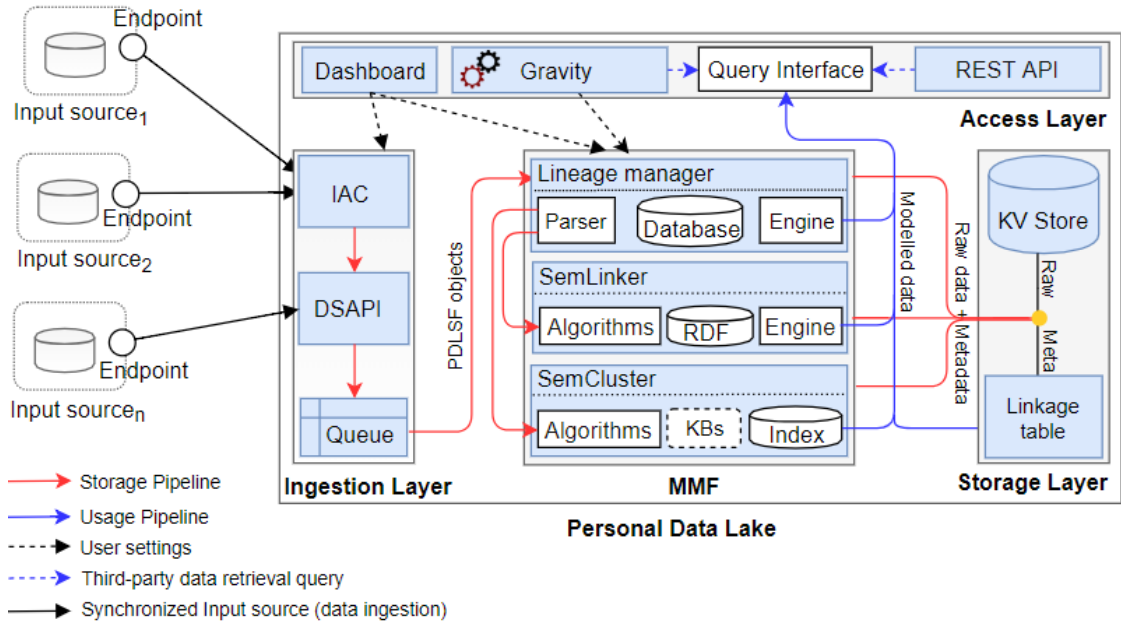 Endpoint
Input source1
Endpoint
Input source2
Endpoint
Input sourcen
Dashboard
Gravity
Query Interface
REST API
Access Layer
IAC
DSAPI
Queue
Ingestion Layer
PDLSF objects
Lineage manager
Parser
Database
Engine
SemLinker
Algorithms
RDF
Engine
SemCluster
Algorithms
KBs
Index
MMF
Modelled data
Raw data + Metadata
KV Store
Raw
Meta
Linkage
table
Storage Layer
Personal Data Lake
Storage Pipeline
Usage Pipeline
User settings
Third-party data retrieval query
Synchronized Input source (data ingestion)